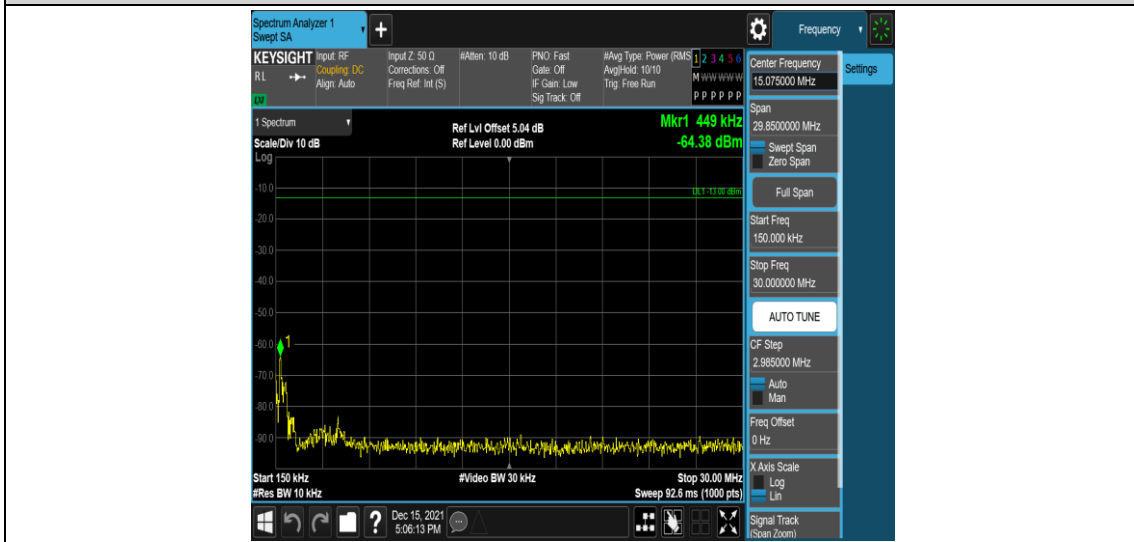 Spectrum Analyzer 1
Swept SA
+
Frequency
KEYSIGHT
RL
LXI
Input: RF
Coupling: DC
Align: Auto
Input Z: 50 Ω
Corrections: Off
Freq Ref: Int (S)
#Atten: 10 dB
PNO: Fast
Gate: Off
IF Gain: Low
Sig Track: Off
#Avg Type: Power (RMS
Avg|Hold: 10/10
Trig: Free Run
1 2 3 4 5 6
M W W W W W
P P P P P P
1 Spectrum
Scale/Div 10 dB
Log
Ref Lvl Offset 5.04 dB
Ref Level 0.00 dBm
Mkr1 449 kHz
-64.38 dBm
DL1 -13.00 dBm
-10.0
-20.0
-30.0
-40.0
-50.0
-60.0
1
-70.0
-80.0
-90.0
Start 150 kHz
#Res BW 10 kHz
#Video BW 30 kHz
Stop 30.00 MHz
Sweep 92.6 ms (1000 pts)
?
Dec 15, 2021
5:06:13 PM
Center Frequency
15.075000 MHz
Settings
Span
29.8500000 MHz
Swept Span
Zero Span
Full Span
Start Freq
150.000 kHz
Stop Freq
30.000000 MHz
AUTO TUNE
CF Step
2.985000 MHz
Auto
Man
Freq Offset
0 Hz
X Axis Scale
Log
Lin
Signal Track
(Span Zoom)